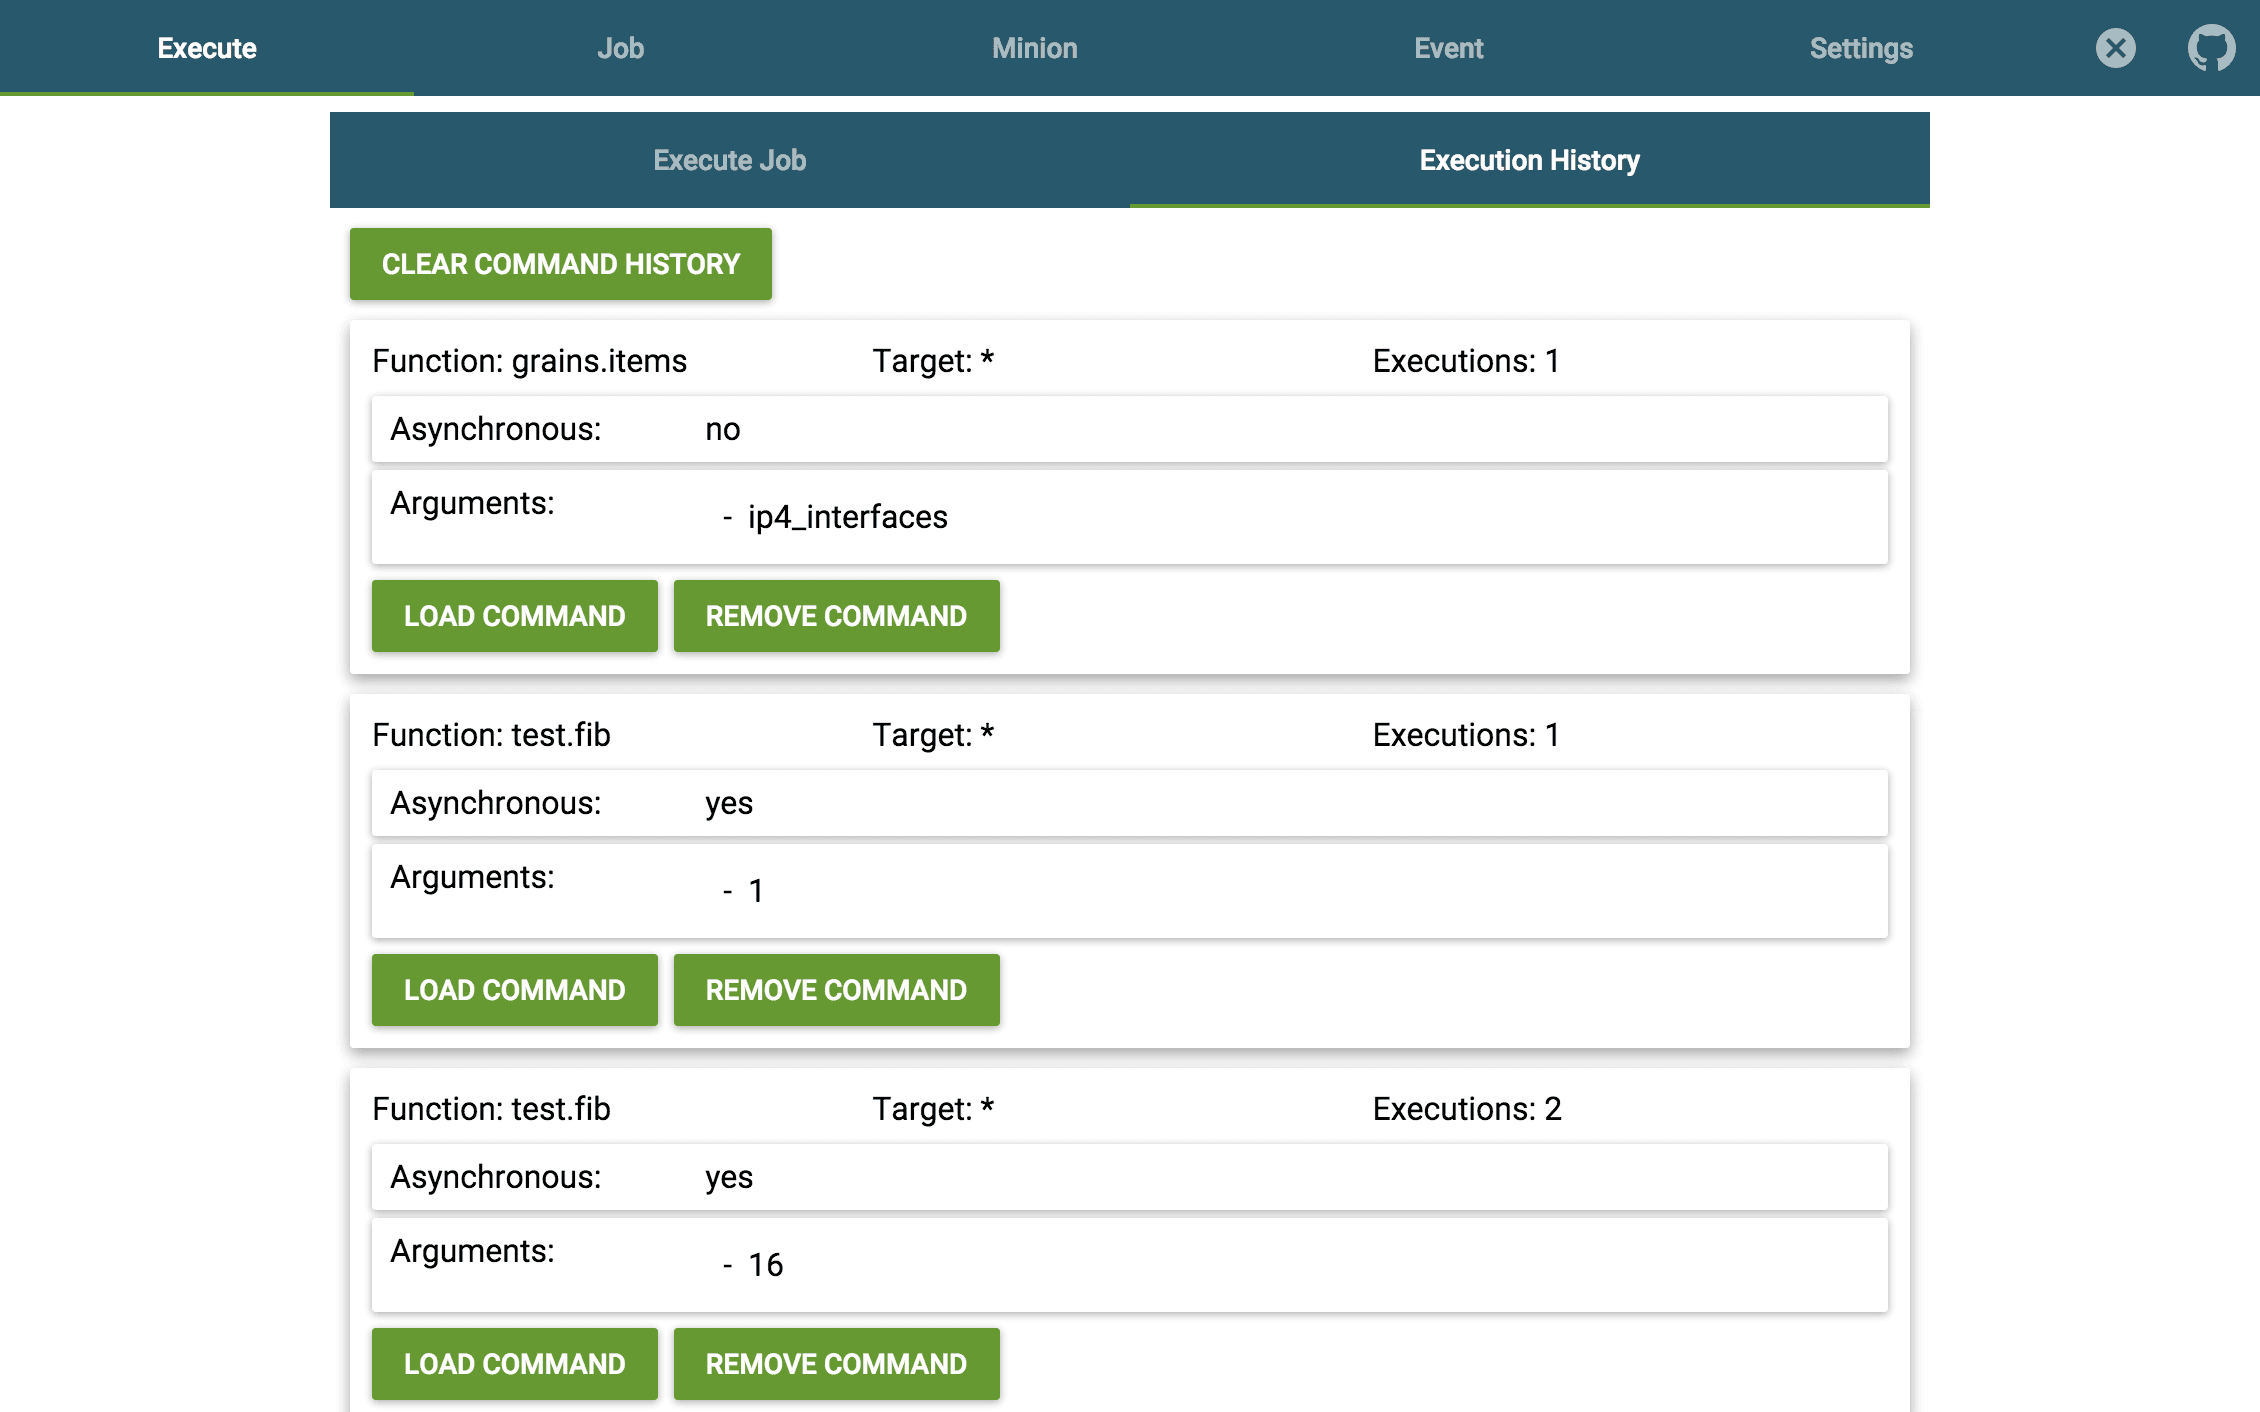 Execute Job Minion Event Settings
Execute Job Execution History
CLEAR COMMAND HISTORY
Function: grains.items Target: * Executions: 1
Asynchronous: no
Arguments:
- ip4_interfaces
LOAD COMMAND REMOVE COMMAND
Function: test.fib Target: * Executions: 1
Asynchronous: yes
Arguments:
- 1
LOAD COMMAND REMOVE COMMAND
Function: test.fib Target: * Executions: 2
Asynchronous: yes
Arguments:
- 16
LOAD COMMAND REMOVE COMMAND